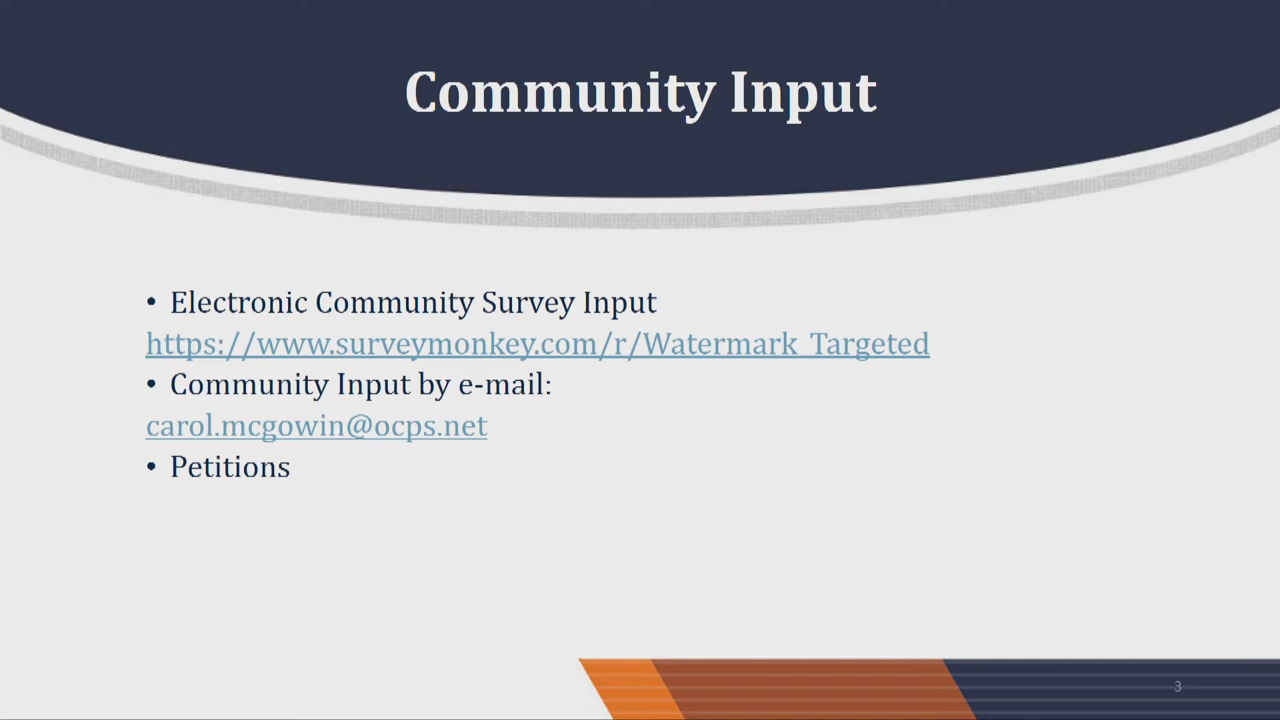 Community Input
• Electronic Community Survey Input
https://www.surveymonkey.com/r/Watermark_Targeted
• Community Input by e-mail:
carol.mcgowin@ocps.net
• Petitions
3